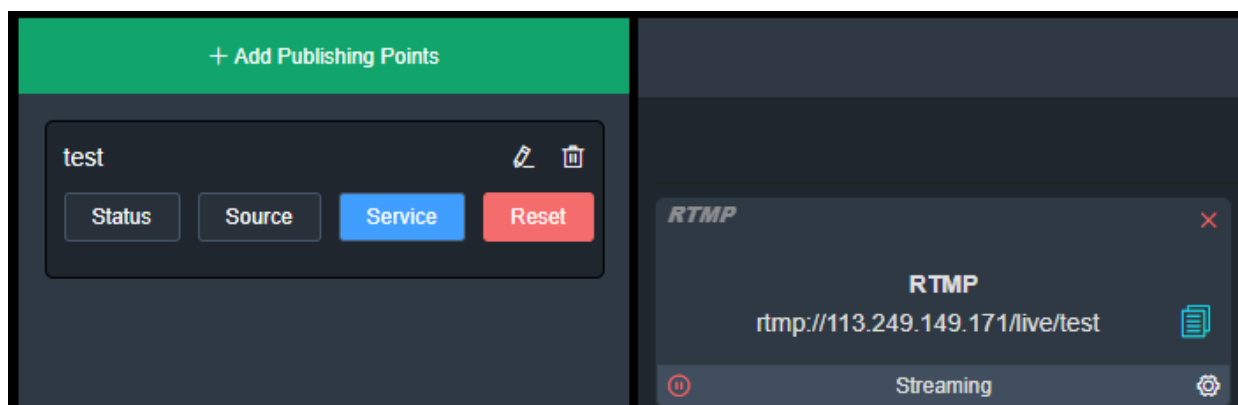 + Add Publishing Points
test
Status Source Service Reset
RTMP
RTMP
rtmp://113.249.149.171/live/test
Streaming